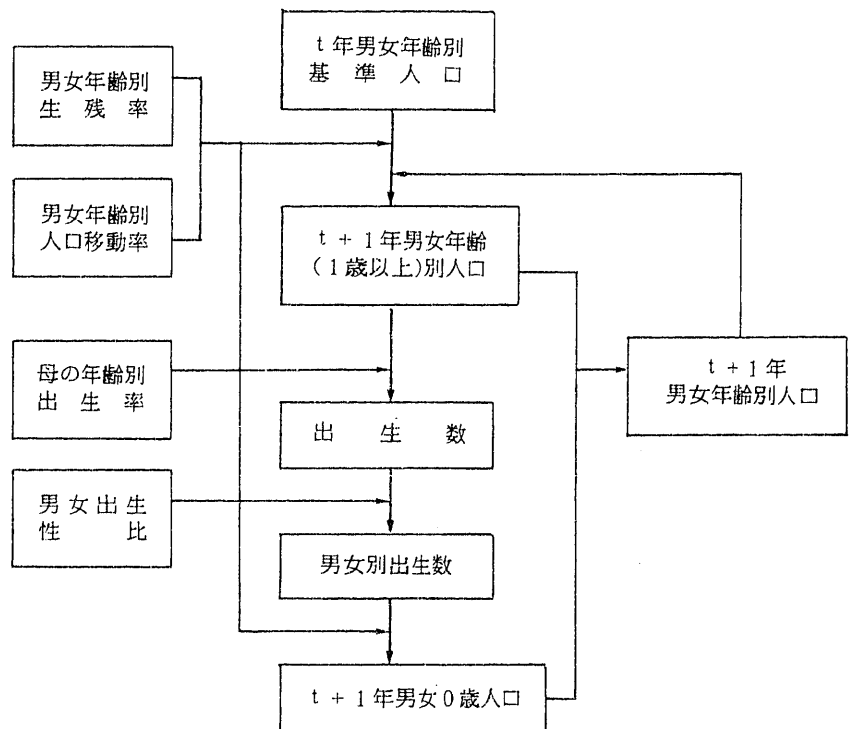 t年男女年齢別
基準人口
男女年齢別
生残率
男女年齢別
人口移動率
t+1年男女年齢
(1歳以上)別人口
母の年齢別
出生率
t+1年
男女年齢別人口
出生数
男女出生
性比
男女別出生数
t+1年男女0歳人口